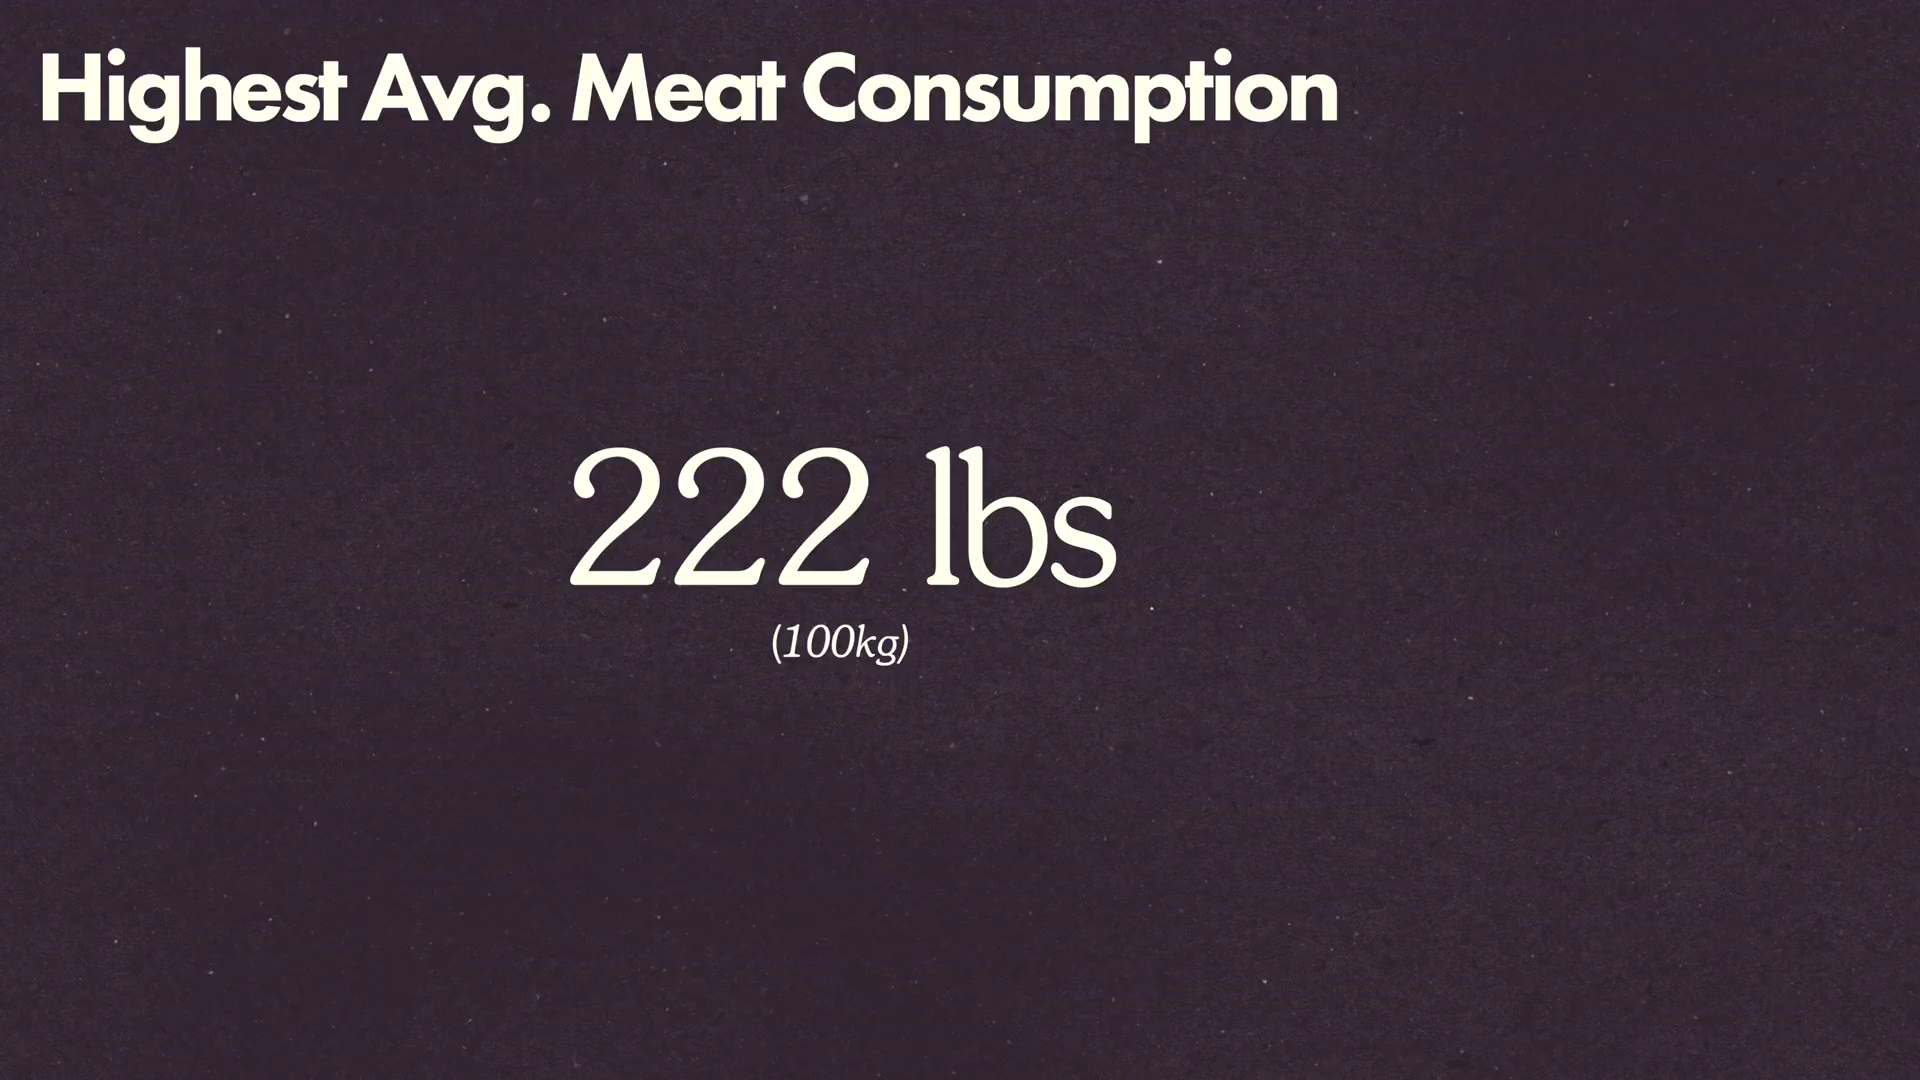 Highest Avg. Meat Consumption
222 lbs
(100kg)